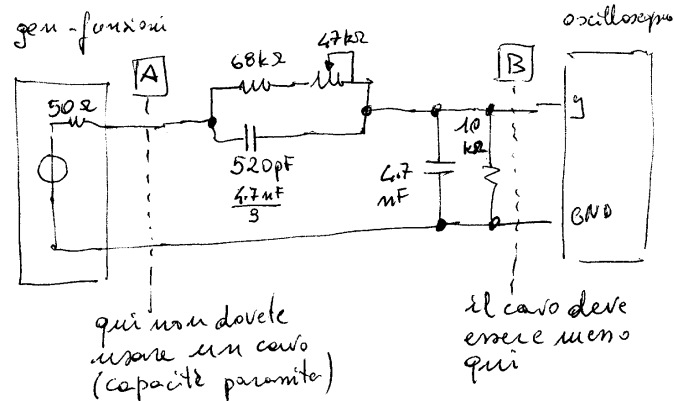 gen-funzioni
oscilloscopio
47kΩ
68kΩ
A
B
50Ω
y
10
kΩ
520pF
4.7nF
9
4.7
nF
GND
qui non dovete
usare un cavo
(capacità parassita)
il cavo deve
essere messo
qui